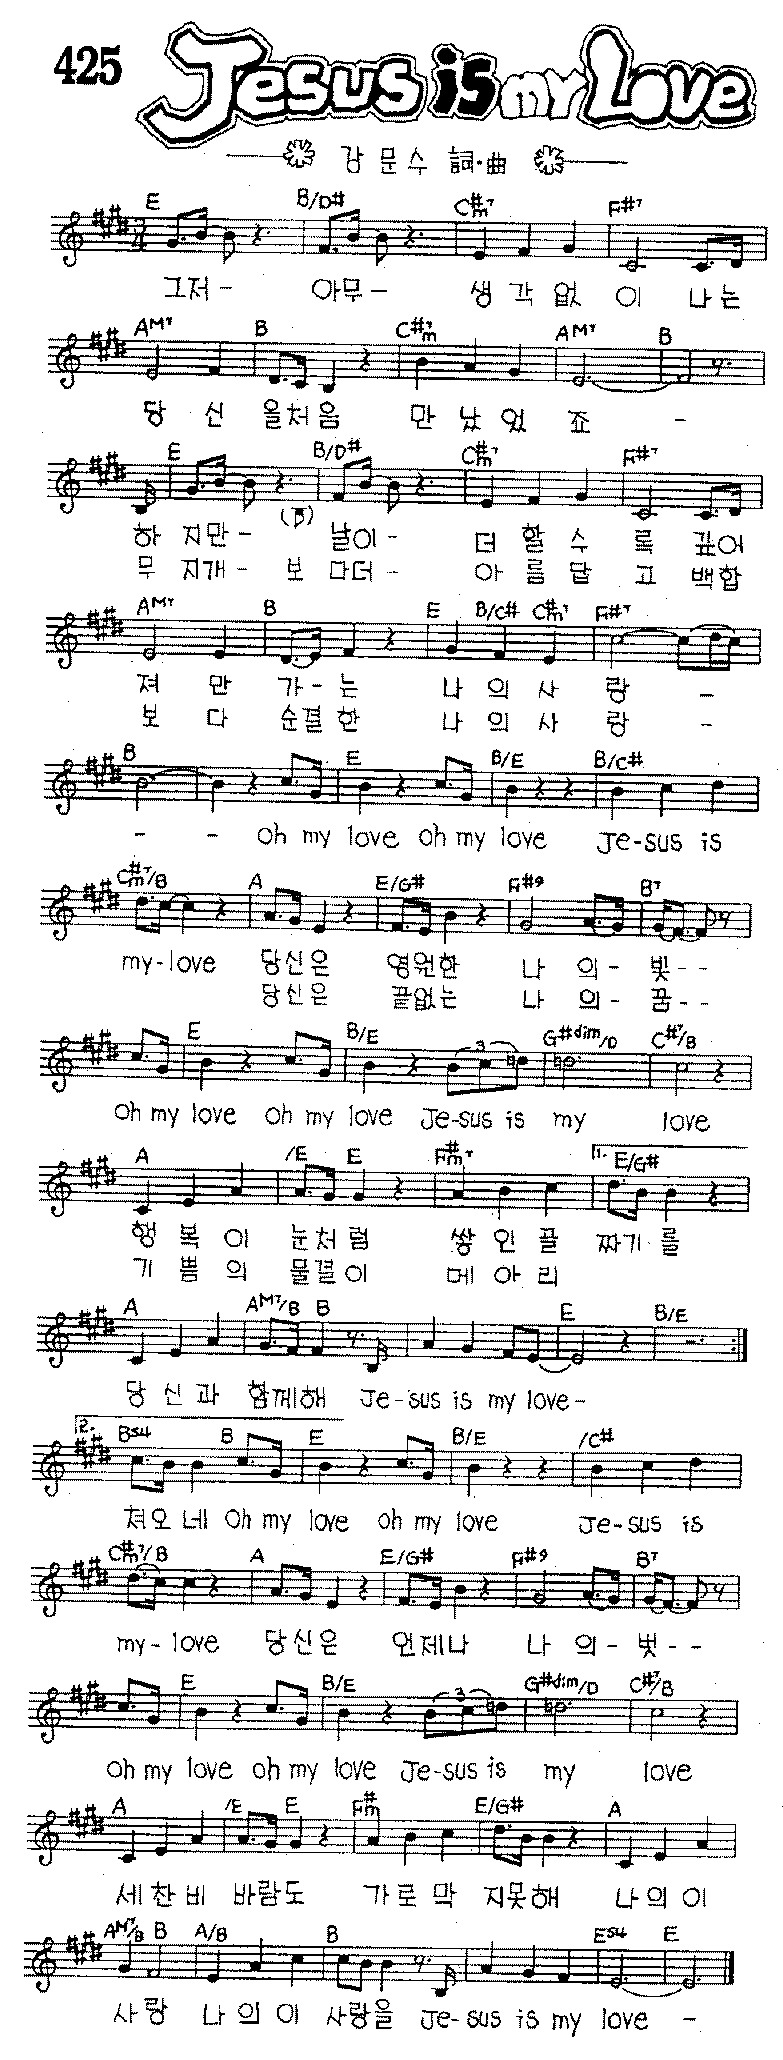 425 Jesus is my Love
강 문 수 詞·曲
E B/D# C#m7 F#7
그저 - 아무 - 생 각 없 이 나 는
AM7 B C#m7 AM7 B
당 신 을처음 만 났 었 죠 -
E B/D# C#m7 F#7
하 지만 - 날이 - 더 할 수 록 깊어
무 지개 - 보 다더 - 아 름 답 고 백합
AM7 B E B/C# C#m7 F#7
져 만 가 - 는 나 의 사 랑 -
보 다 순결한 나 의 사 랑 -
B E B/E B/C#
- - oh my love oh my love Je-sus is
C#m7/B A E/G# F#9 B7
my-love 당신은 영원한 나 의 - 빛 - -
당신은 끝없는 나 의 - 꿈 - -
E B/E 3 G#dim/D C#7/B
oh my love oh my love Je-sus is my love
A /E E F#m7 1. E/G#
행 복 이 눈처럼 쌓 인 골 짜기 를
기 쁨 의 물결이 메 아 리
A AM7/B B E B/E
당 신 과 함께해 Je-sus is my love-
2. Bs4 B E B/E /C#
쳐오 네 oh my love oh my love Je-sus is
C#m7/B A E/G# F#9 B7
my-love 당신은 언제나 나 의 - 벗 - -
E B/E 3 G#dim/D C#7/B
oh my love oh my love Je-sus is my love
A /E E F#m E/G# A
세 찬 비 바람도 가 로 막 지못해 나 의 이
AM7/B B A/B B Es4 E
사 랑 나 의 이 사랑을 Je-sus is my love -